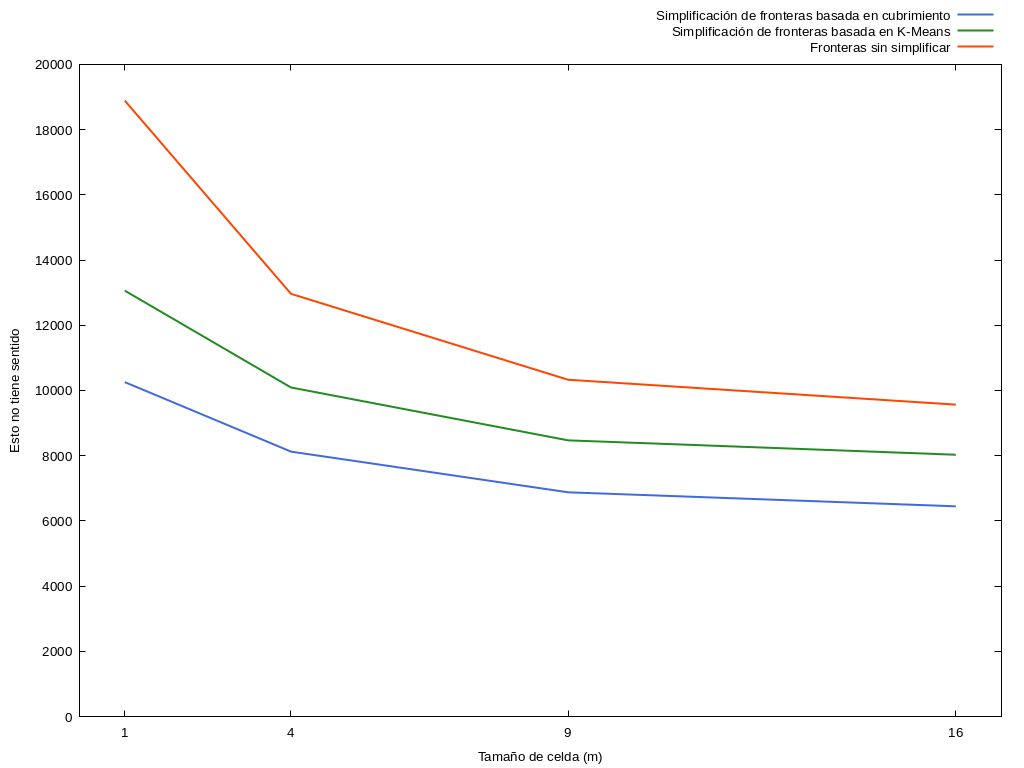 Simplificación de fronteras basada en cubrimiento
Simplificación de fronteras basada en K-Means
Fronteras sin simplificar
20000
18000
16000
14000
12000
10000
8000
6000
4000
2000
0
Esto no tiene sentido
1 4 9 16
Tamaño de celda (m)